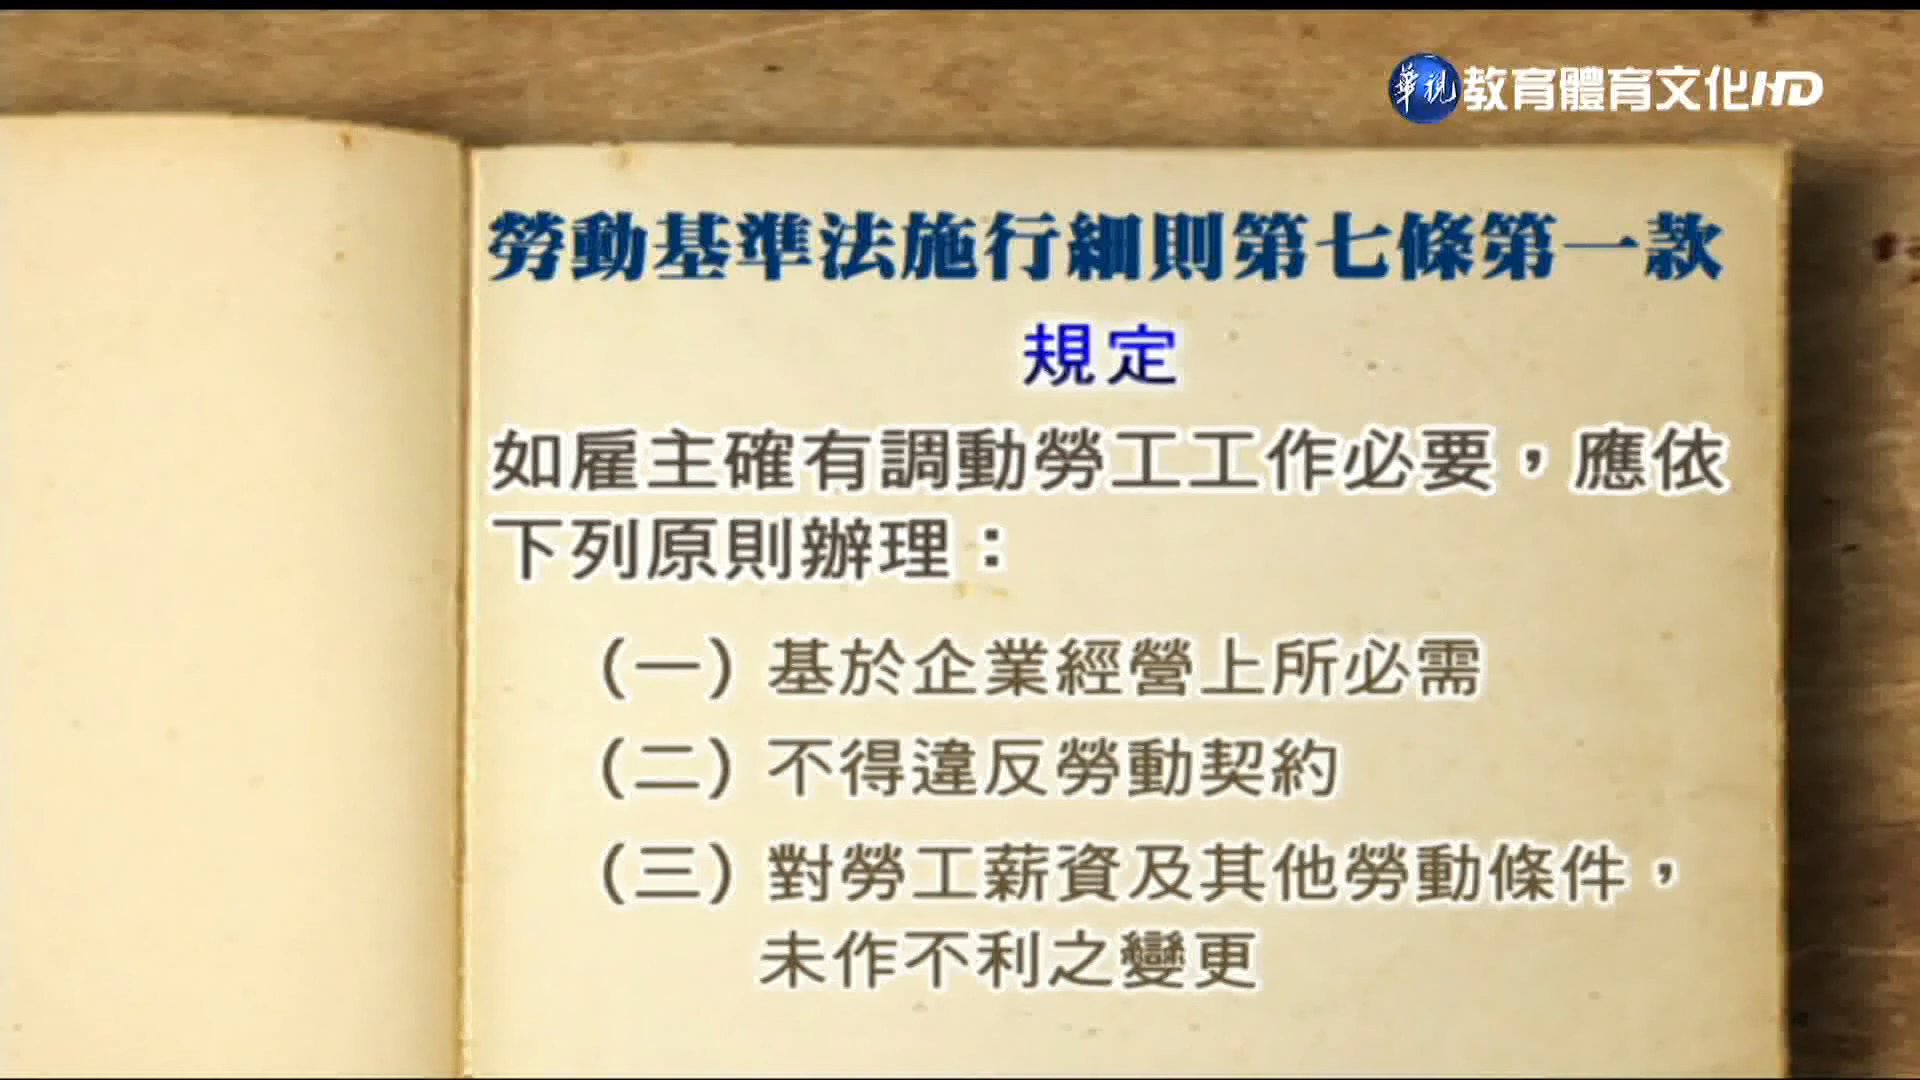 華視 教育體育文化HD
勞動基準法施行細則第七條第一款
規定
如雇主確有調動勞工工作必要，應依
下列原則辦理：
（一）基於企業經營上所必需
（二）不得違反勞動契約
（三）對勞工薪資及其他勞動條件，
未作不利之變更